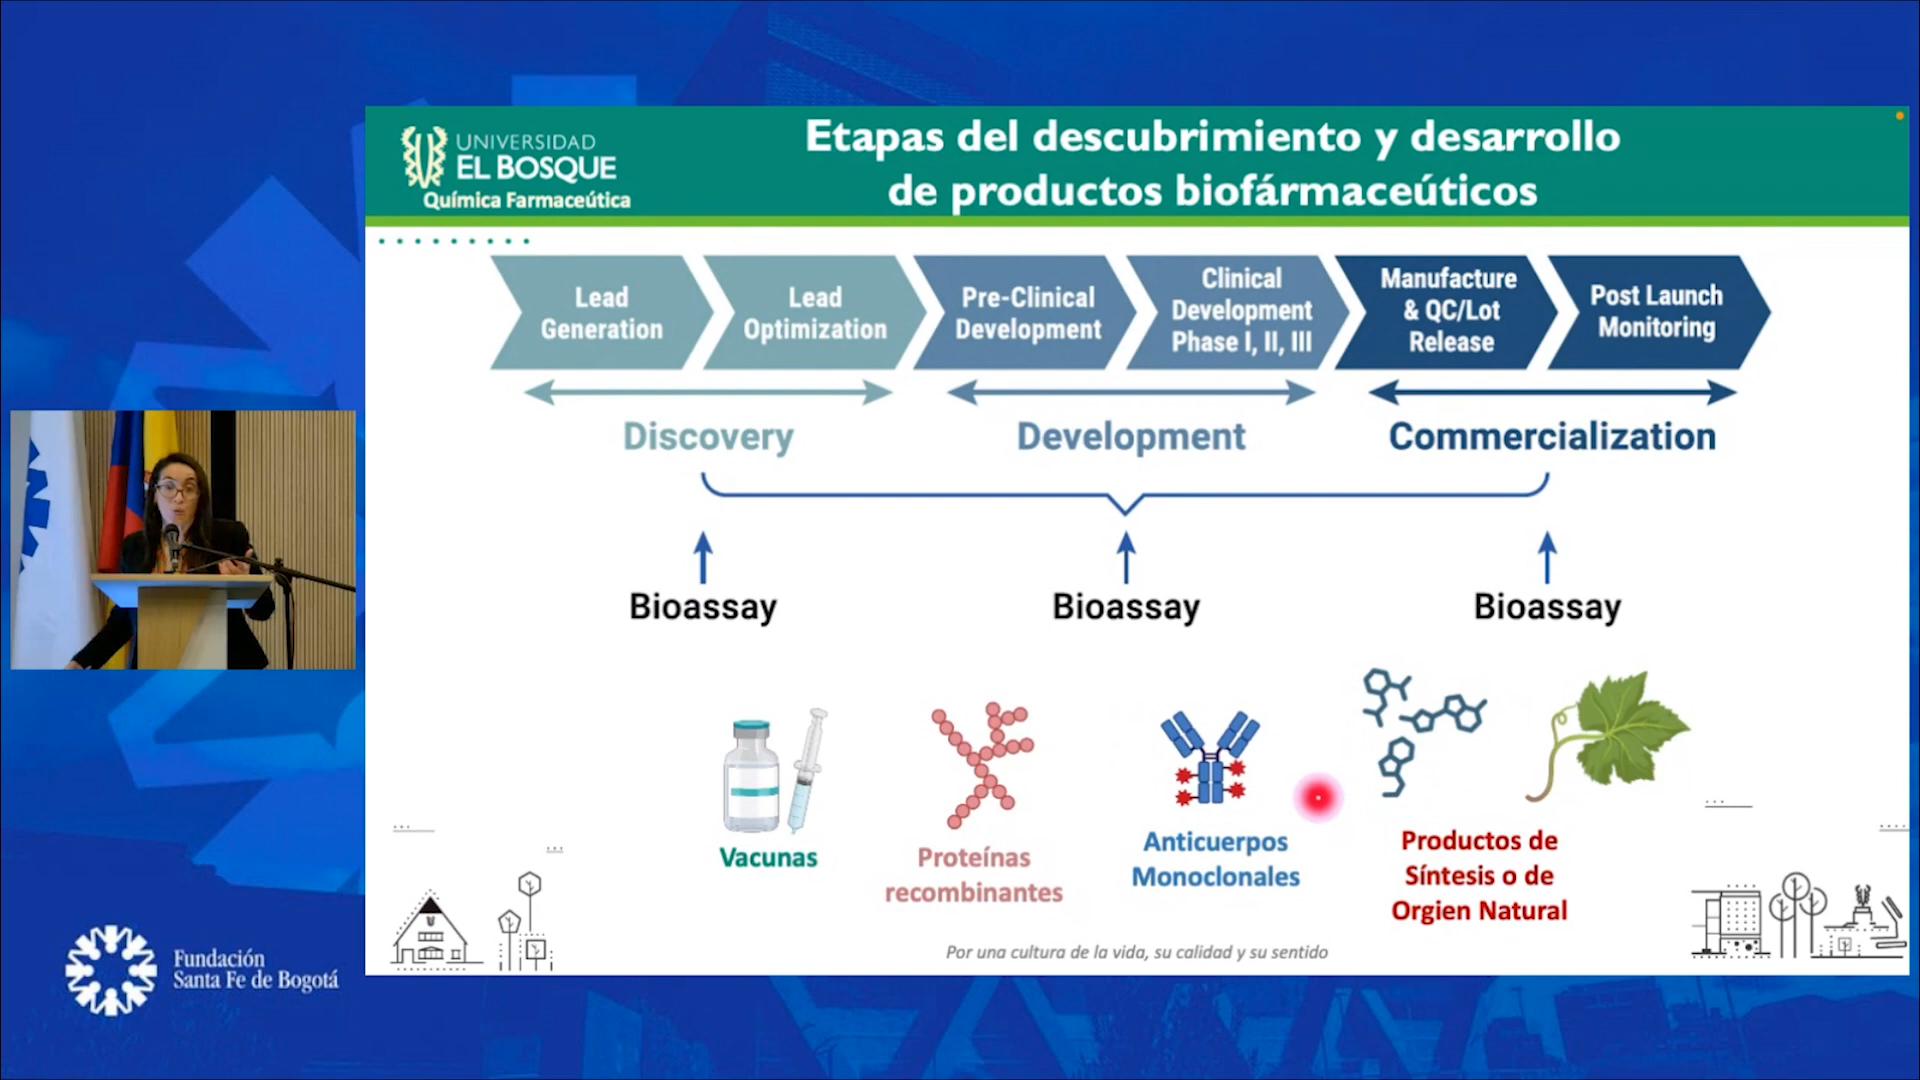 UNIVERSIDAD
EL BOSQUE
Química Farmaceútica
Etapas del descubrimiento y desarrollo
de productos biofármaceúticos
Lead
Generation
Lead
Optimization
Pre-Clinical
Development
Clinical
Development
Phase I, II, III
Manufacture
& QC/Lot
Release
Post Launch
Monitoring
Discovery
Development
Commercialization
Bioassay
Bioassay
Bioassay
Vacunas
Proteínas
recombinantes
Anticuerpos
Monoclonales
Productos de
Síntesis o de
Orgien Natural
Por una cultura de la vida, su calidad y su sentido
Fundación
Santa Fe de Bogotá